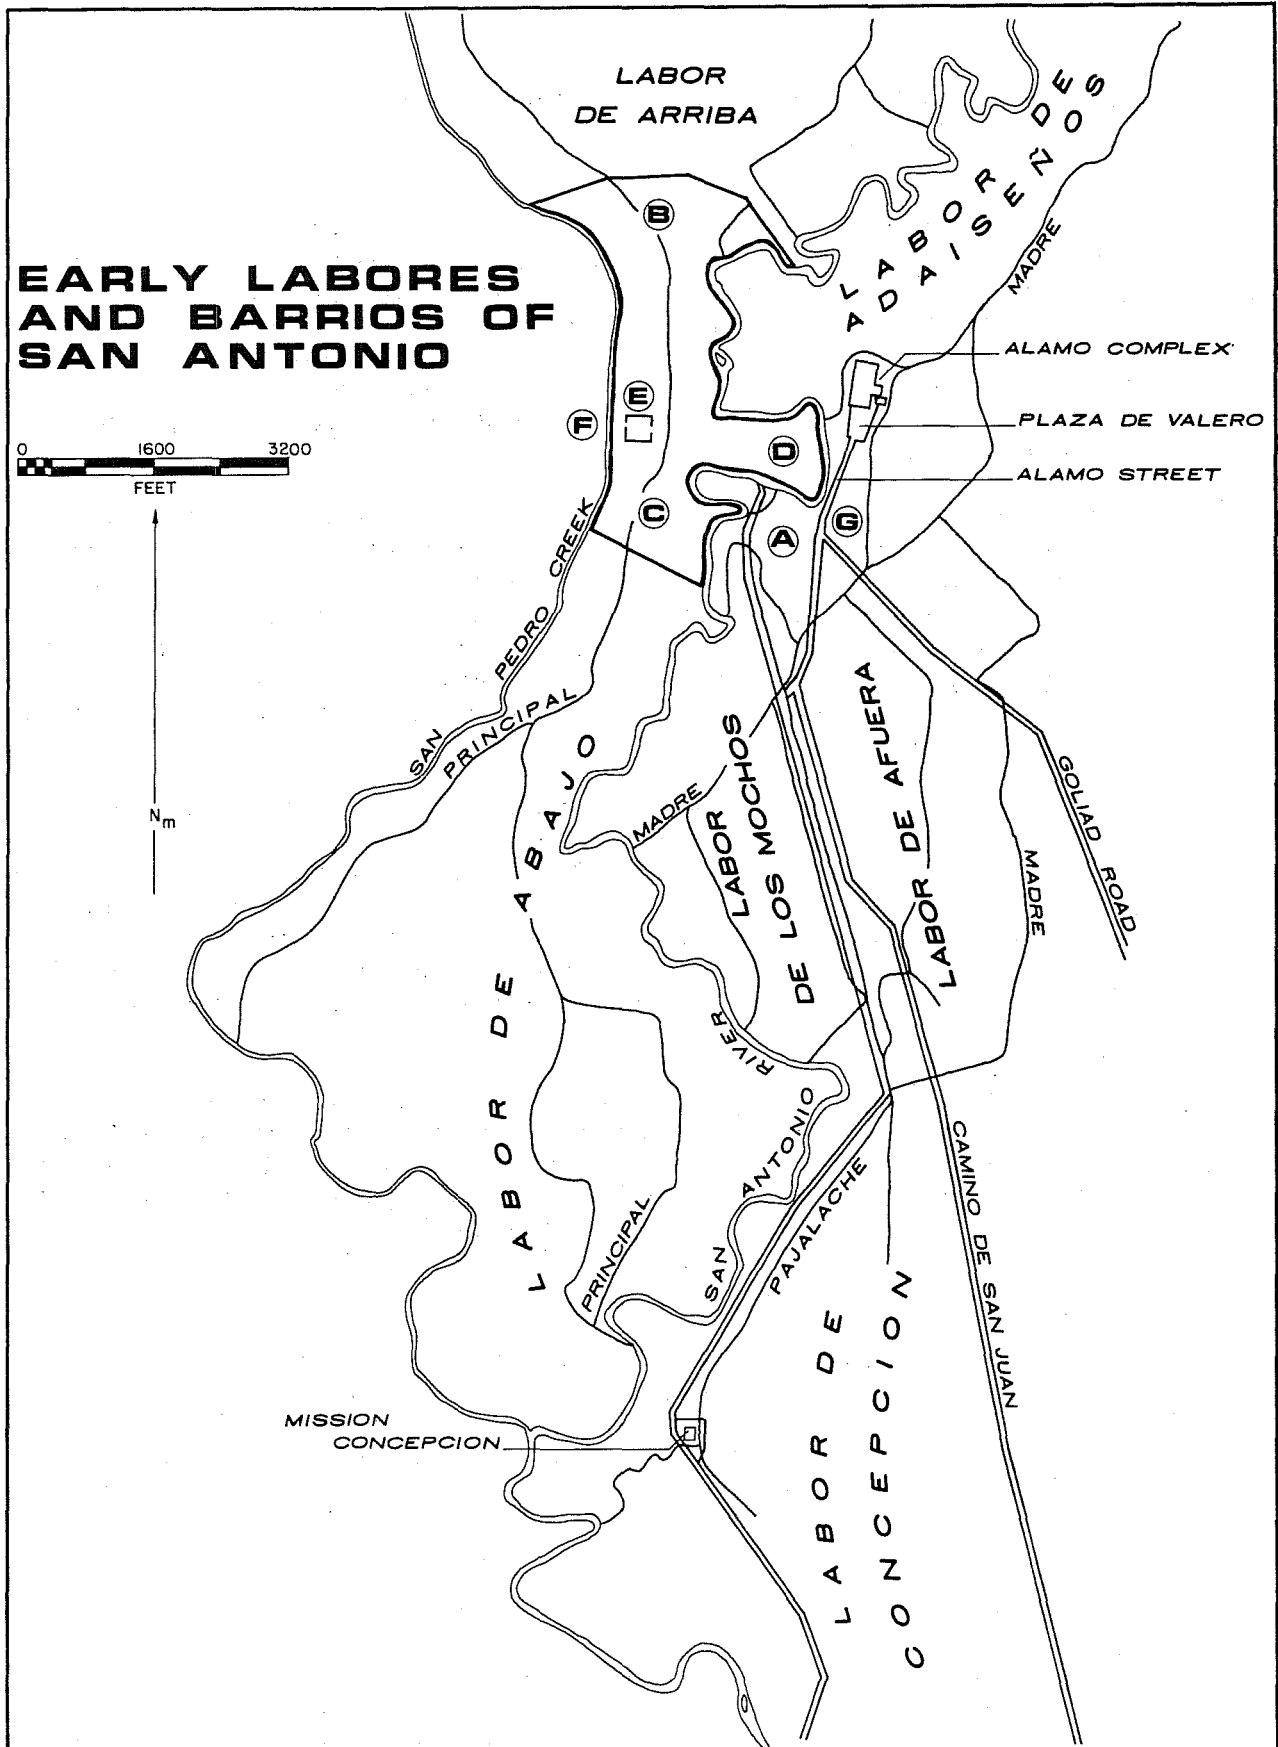 LABOR
DE ARRIBA
LABOR DE
ADAISEÑOS
B
MADRE
EARLY LABORES
AND BARRIOS OF
SAN ANTONIO
ALAMO COMPLEX
E
F
PLAZA DE VALERO
D
0 1600 3200
FEET
ALAMO STREET
C
G
A
SAN PEDRO CREEK
PRINCIPAL
LABOR DE ABAJO
MADRE
LABOR
DE LOS MOCHOS
LABOR DE AFUERA
GOLIAD ROAD
MADRE
Nm
SAN ANTONIO RIVER
CAMINO DE SAN JUAN
PAJALACHE
PRINCIPAL
LABOR DE
CONCEPCION
MISSION
CONCEPCION